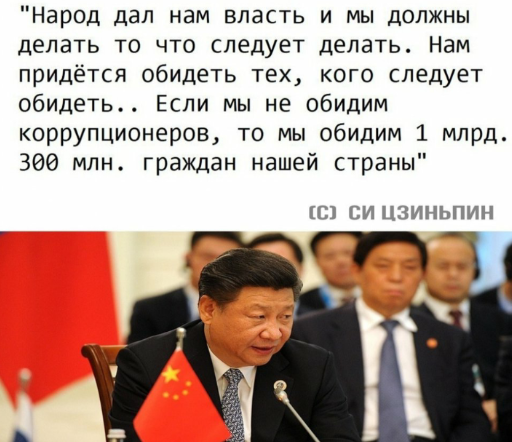 "Народ дал нам власть и мы должны
делать то что следует делать. Нам
придётся обидеть тех, кого следует
обидеть.. Если мы не обидим
коррупционеров, то мы обидим 1 млрд.
300 млн. граждан нашей страны"
(C) СИ ЦЗИНЬПИН